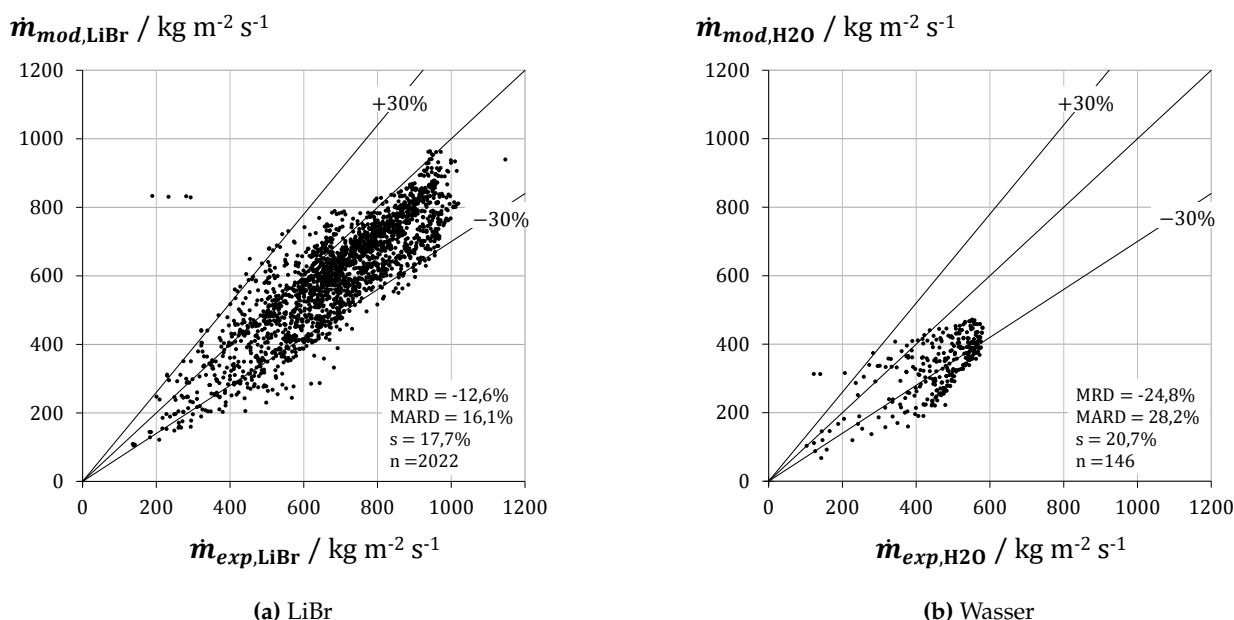 ṁmod,LiBr / kg m-2 s-1
1200
1000
800
600
400
200
0
+30%
−30%
MRD = -12,6%
MARD = 16,1%
s = 17,7%
n =2022
0 200 400 600 800 1000 1200
ṁexp,LiBr / kg m-2 s-1
(a) LiBr
ṁmod,H2O / kg m-2 s-1
1200
1000
800
600
400
200
0
+30%
−30%
MRD = -24,8%
MARD = 28,2%
s = 20,7%
n =146
0 200 400 600 800 1000 1200
ṁexp,H2O / kg m-2 s-1
(b) Wasser